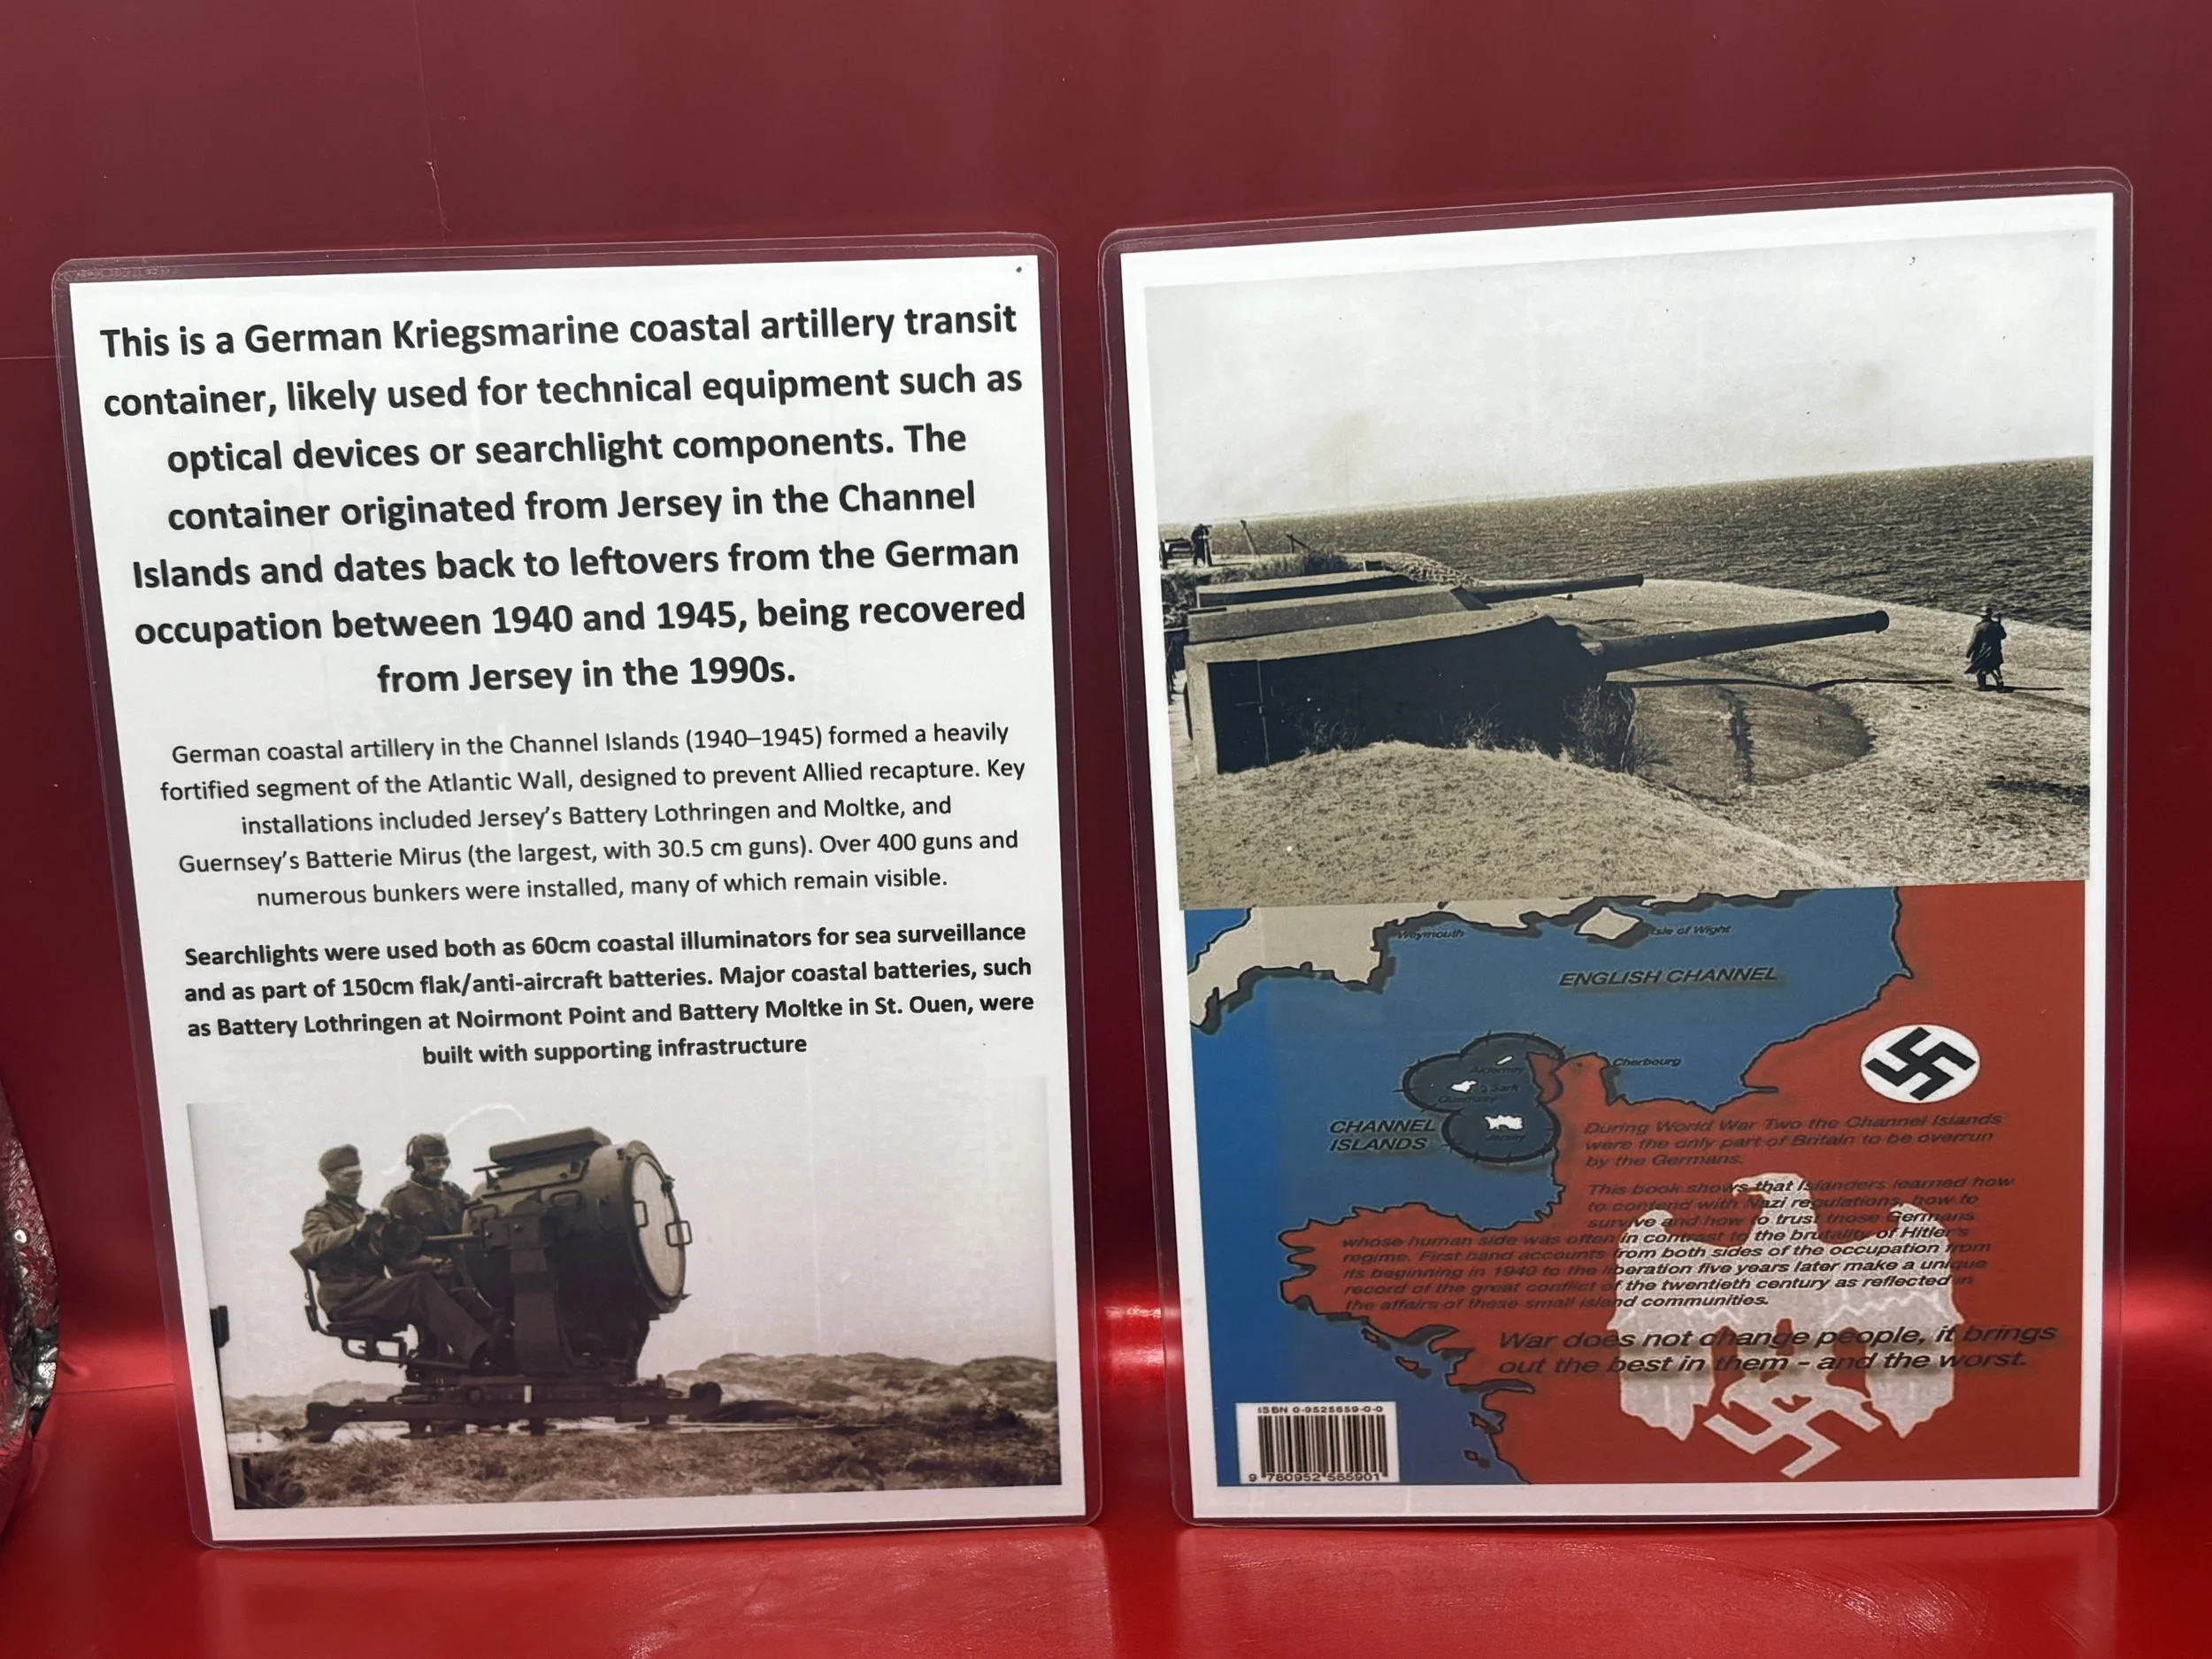 This is a German Kriegsmarine coastal artillery transit
container, likely used for technical equipment such as
optical devices or searchlight components. The
container originated from Jersey in the Channel
Islands and dates back to leftovers from the German
occupation between 1940 and 1945, being recovered
from Jersey in the 1990s.
German coastal artillery in the Channel Islands (1940–1945) formed a heavily
fortified segment of the Atlantic Wall, designed to prevent Allied recapture. Key
installations included Jersey's Battery Lothringen and Moltke, and
Guernsey's Batterie Mirus (the largest, with 30.5 cm guns). Over 400 guns and
numerous bunkers were installed, many of which remain visible.
Searchlights were used both as 60cm coastal illuminators for sea surveillance
and as part of 150cm flak/anti-aircraft batteries. Major coastal batteries, such
as Battery Lothringen at Noirmont Point and Battery Moltke in St. Ouen, were
built with supporting infrastructure
Weymouth
Isle of Wight
ENGLISH CHANNEL
Cherbourg
Alderney
Sark
Guernsey
CHANNEL
ISLANDS
Jersey
During World War Two the Channel Islands
were the only part of Britain to be overrun
by the Germans.
This book shows that Islanders learned how
to contend with Nazi regulations, how to
survive and how to trust those Germans
whose human side was often in contrast to the brutality of Hitler's
regime. First hand accounts from both sides of the occupation from
its beginning in 1940 to the liberation five years later make a unique
record of the great conflict of the twentieth century as reflected in
the affairs of these small island communities.
War does not change people, it brings
out the best in them – and the worst.
ISBN 0-9525659-0-0
9 780952 565901